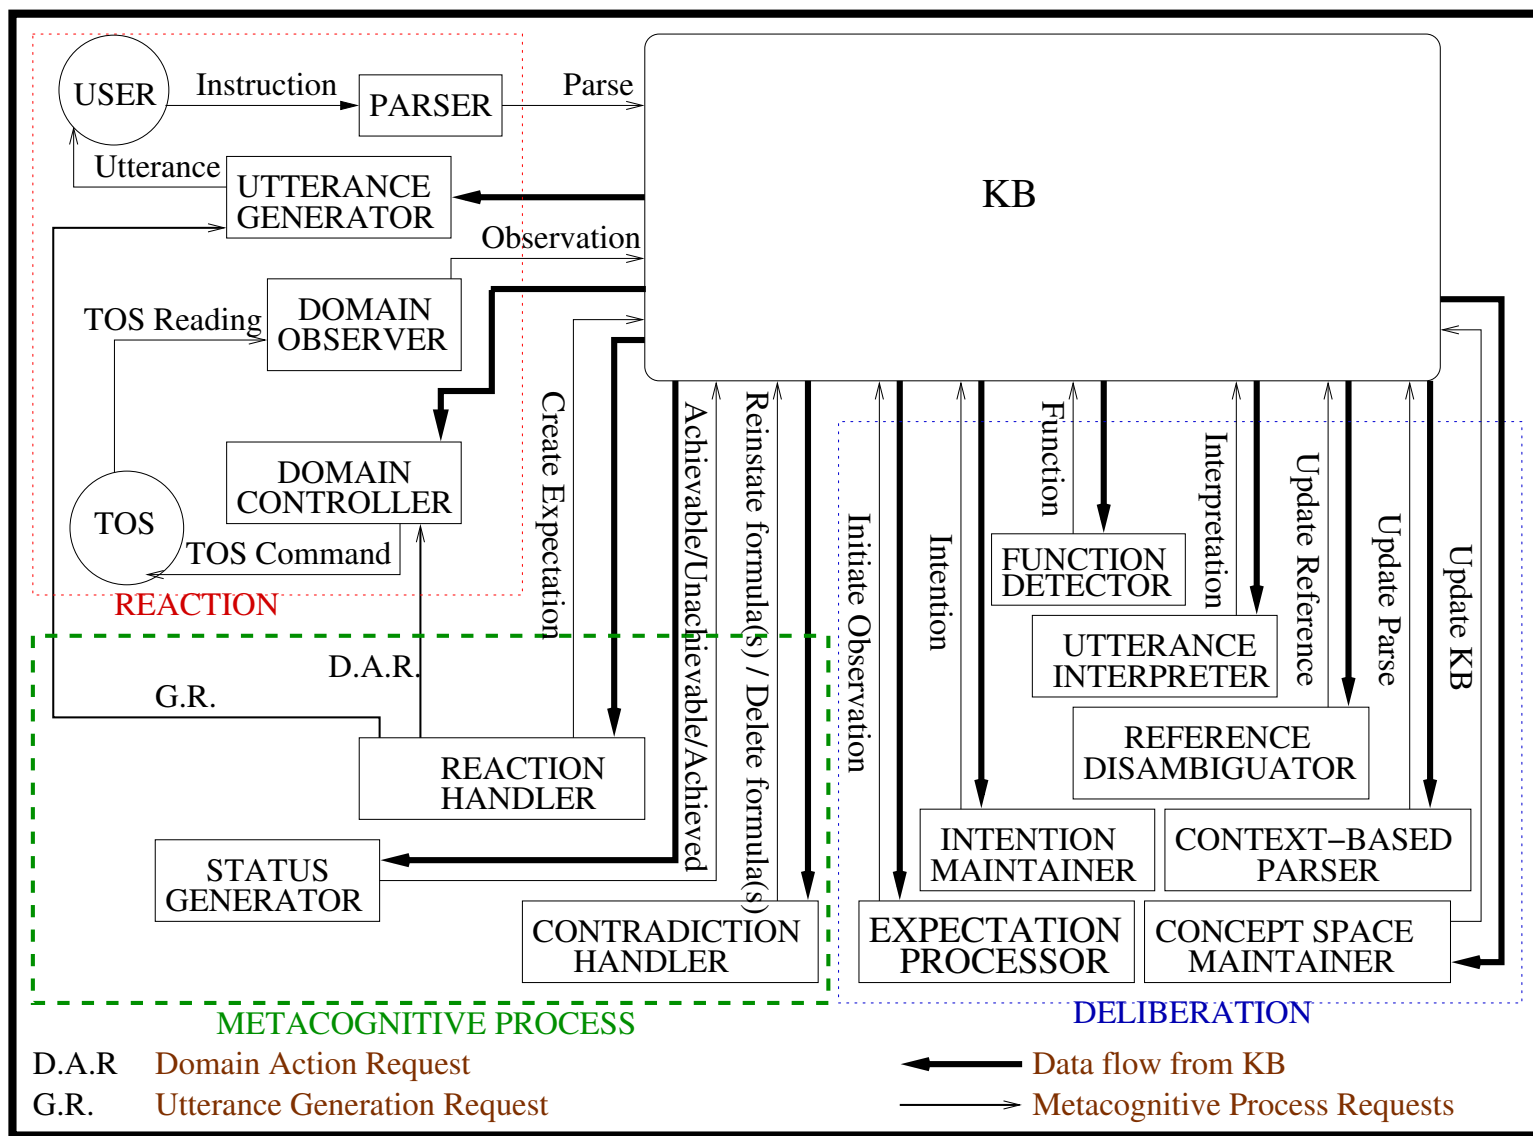 USER
Instruction
PARSER
Parse
Utterance
UTTERANCE
GENERATOR
KB
Observation
TOS Reading
DOMAIN
OBSERVER
DOMAIN
CONTROLLER
TOS
TOS Command
REACTION
Create Expectation
Achievable/Unachievable/Achieved
Reinstate formula(s) / Delete formula(s)
Initiate Observation
Intention
Function
Interpretation
Update Reference
Update Parse
Update KB
FUNCTION
DETECTOR
UTTERANCE
INTERPRETER
REFERENCE
DISAMBIGUATOR
D.A.R.
G.R.
REACTION
HANDLER
STATUS
GENERATOR
CONTRADICTION
HANDLER
INTENTION
MAINTAINER
CONTEXT–BASED
PARSER
EXPECTATION
PROCESSOR
CONCEPT SPACE
MAINTAINER
METACOGNITIVE PROCESS
DELIBERATION
D.A.R Domain Action Request
G.R. Utterance Generation Request
Data flow from KB
Metacognitive Process Requests